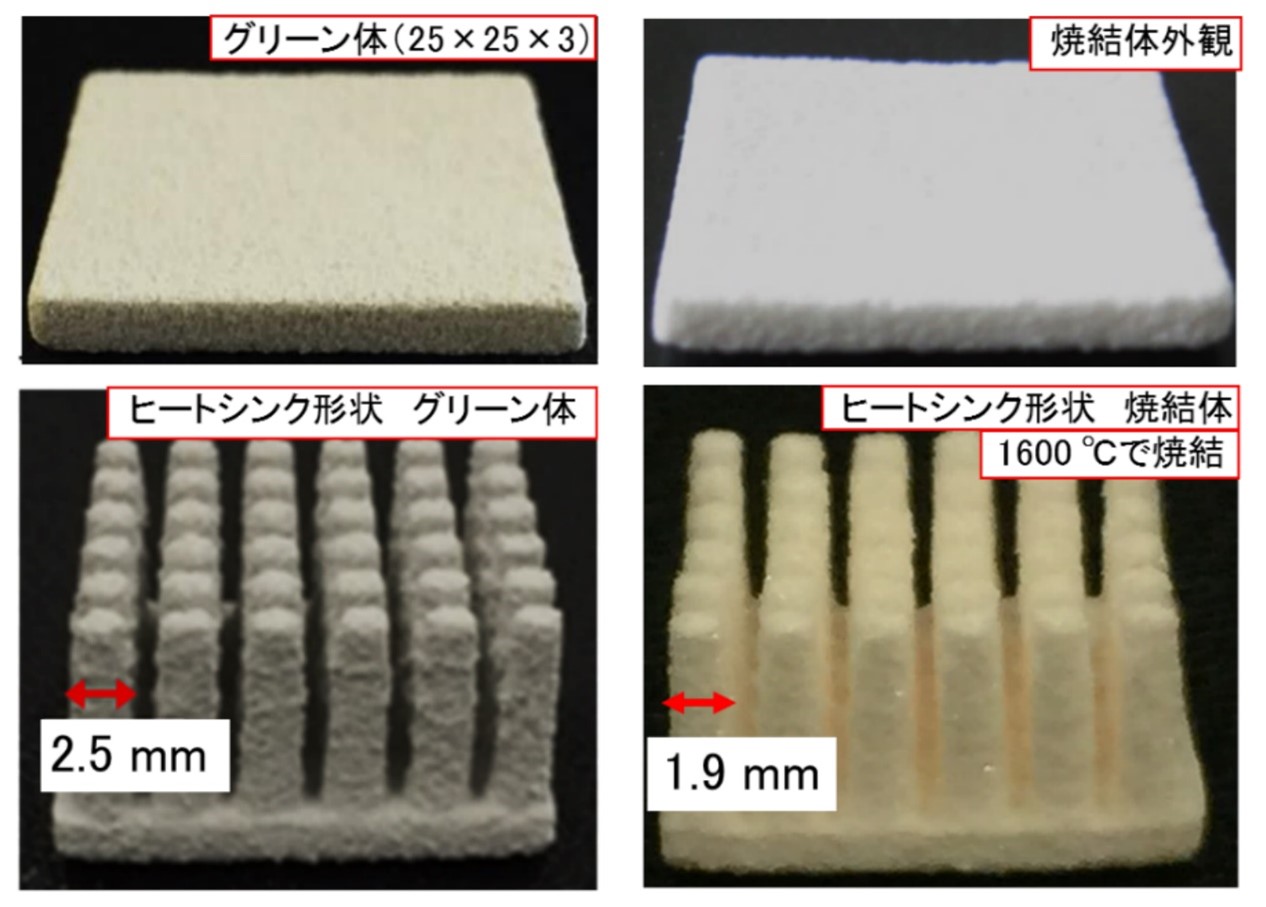 グリーン体（25×25×3）
焼結体外観
ヒートシンク形状　グリーン体
2.5 mm
ヒートシンク形状　焼結体
1600 ℃で焼結
1.9 mm